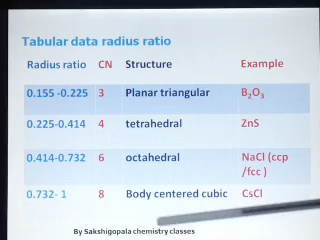 Tabular data radius ratio
Radius ratio CN Structure Example
0.155 -0.225 3 Planar triangular B2O3
0.225-0.414 4 tetrahedral ZnS
0.414-0.732 6 octahedral NaCl (ccp
/fcc )
0.732- 1 8 Body centered cubic CsCl
By Sakshigopala chemistry classes